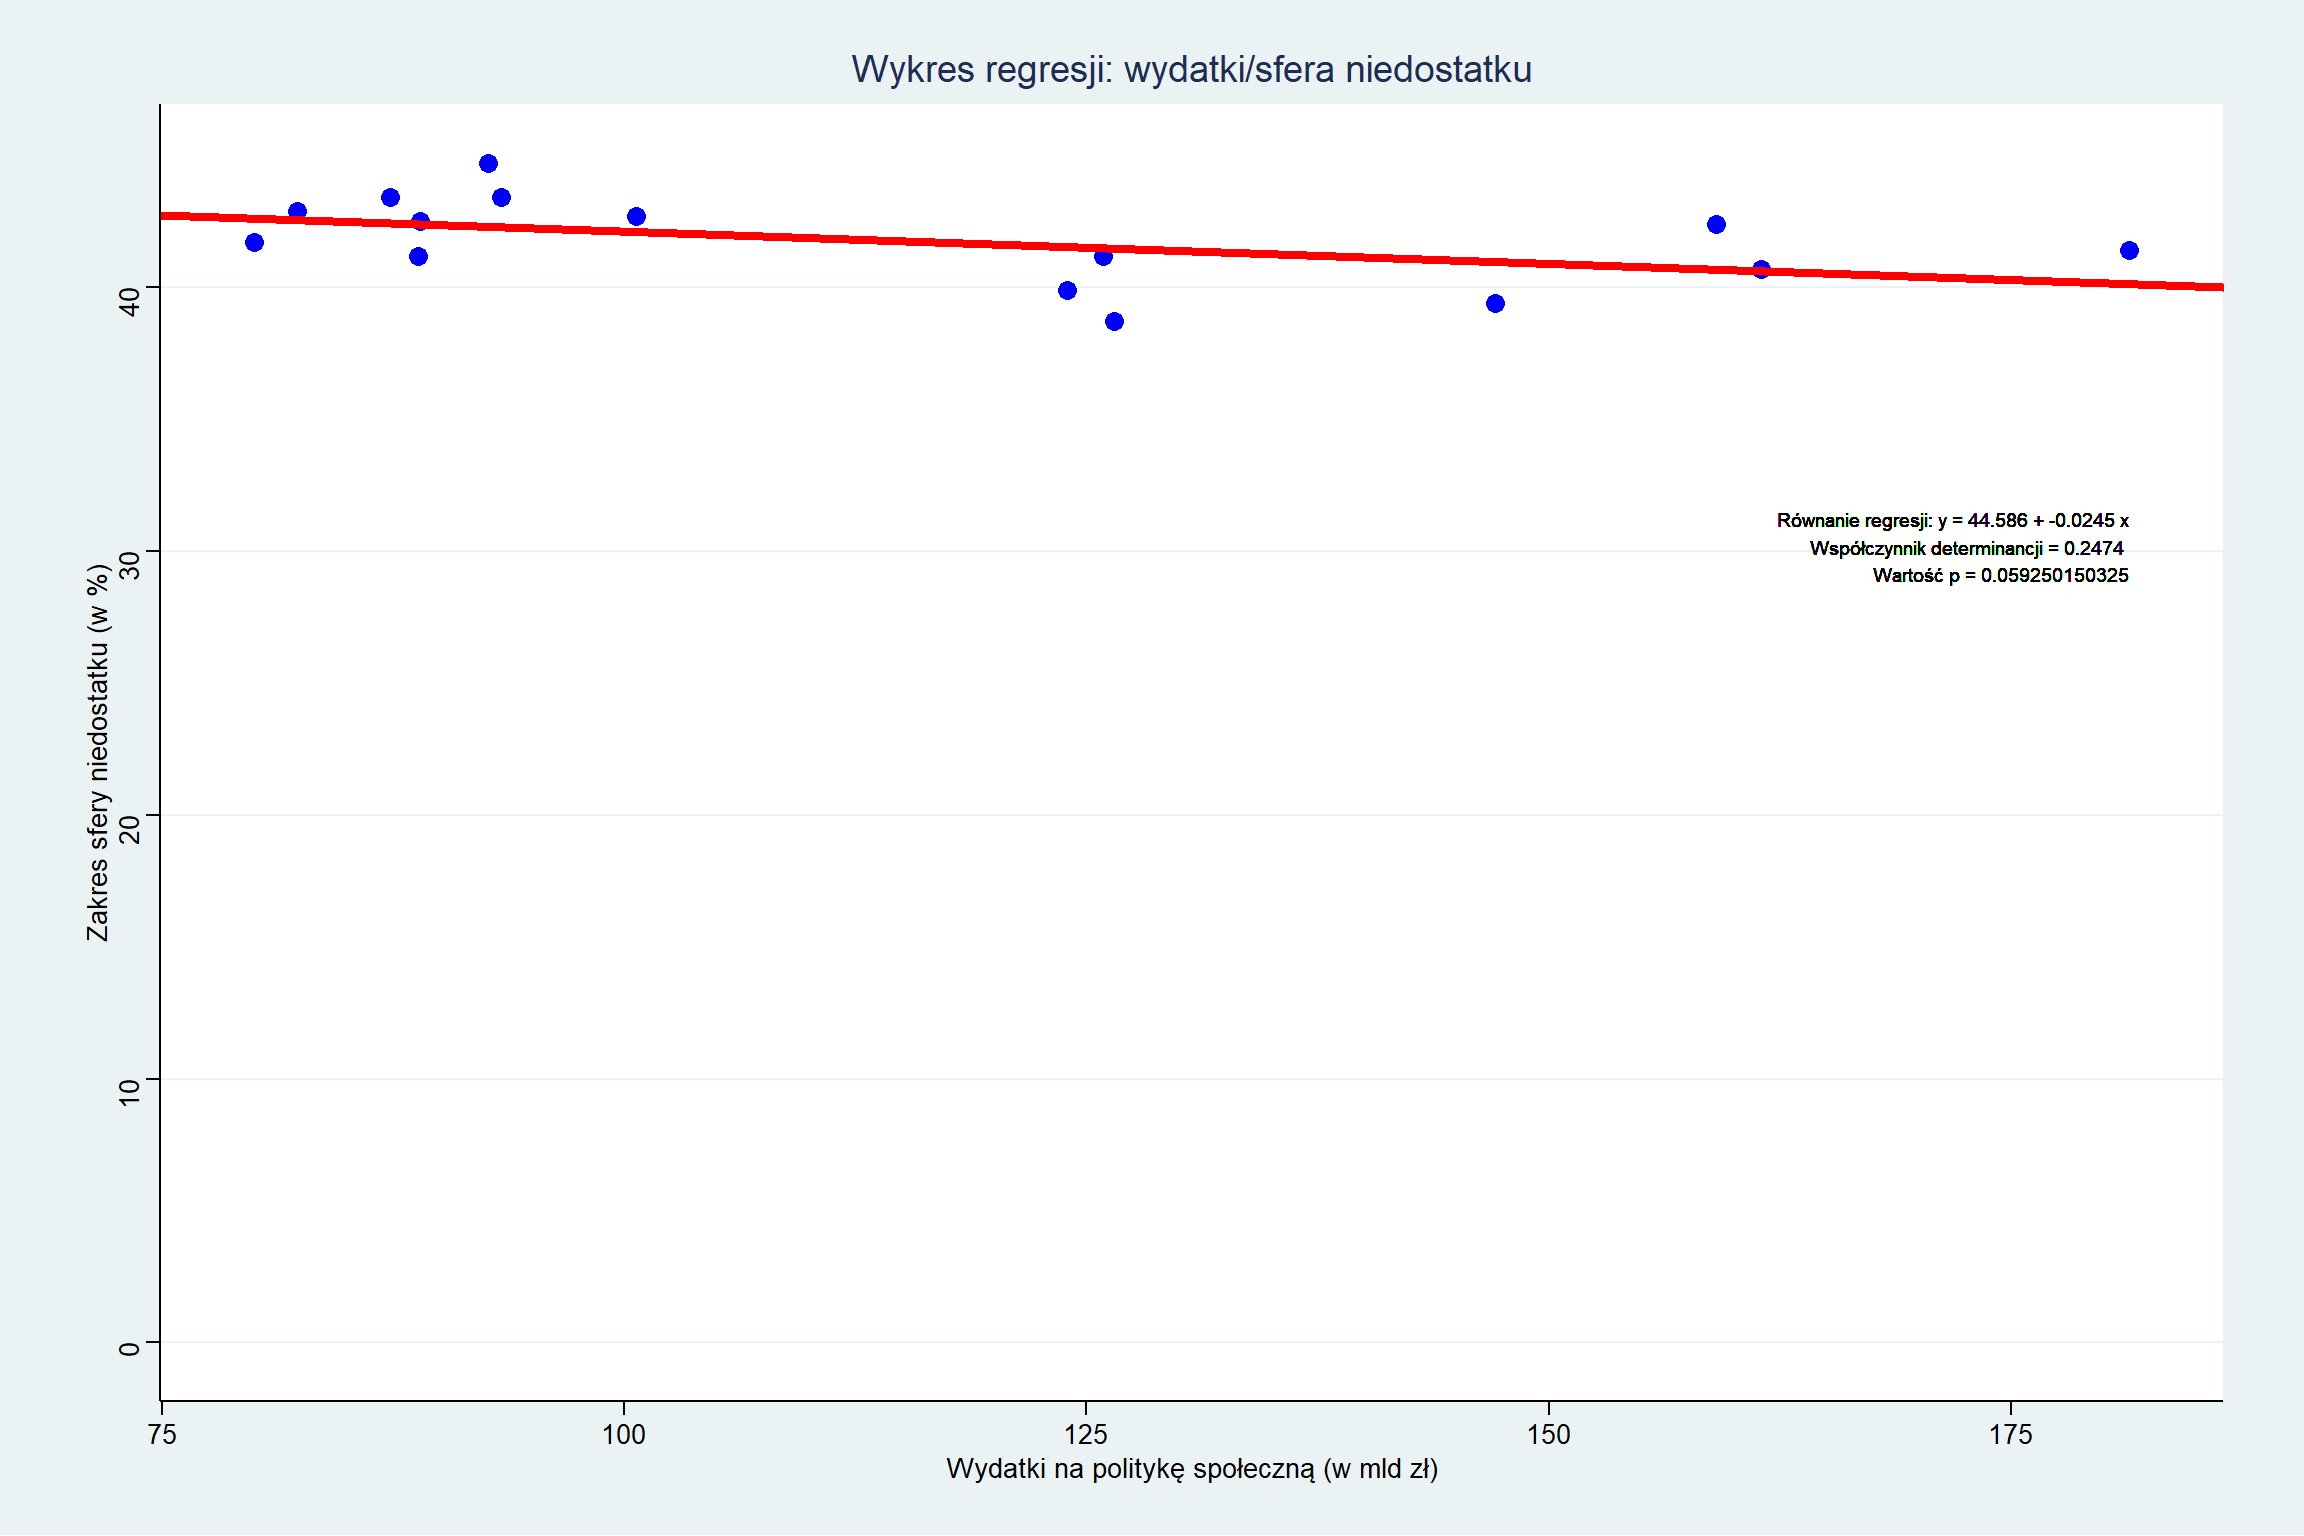 Wykres regresji: wydatki/sfera niedostatku
Zakres sfery niedostatku (w %)
40
30
20
10
0
Równanie regresji: y = 44.586 + -0.0245 x
Współczynnik determinancji = 0.2474
Wartość p = 0.059250150325
75
100
125
150
175
Wydatki na politykę społeczną (w mld zł)